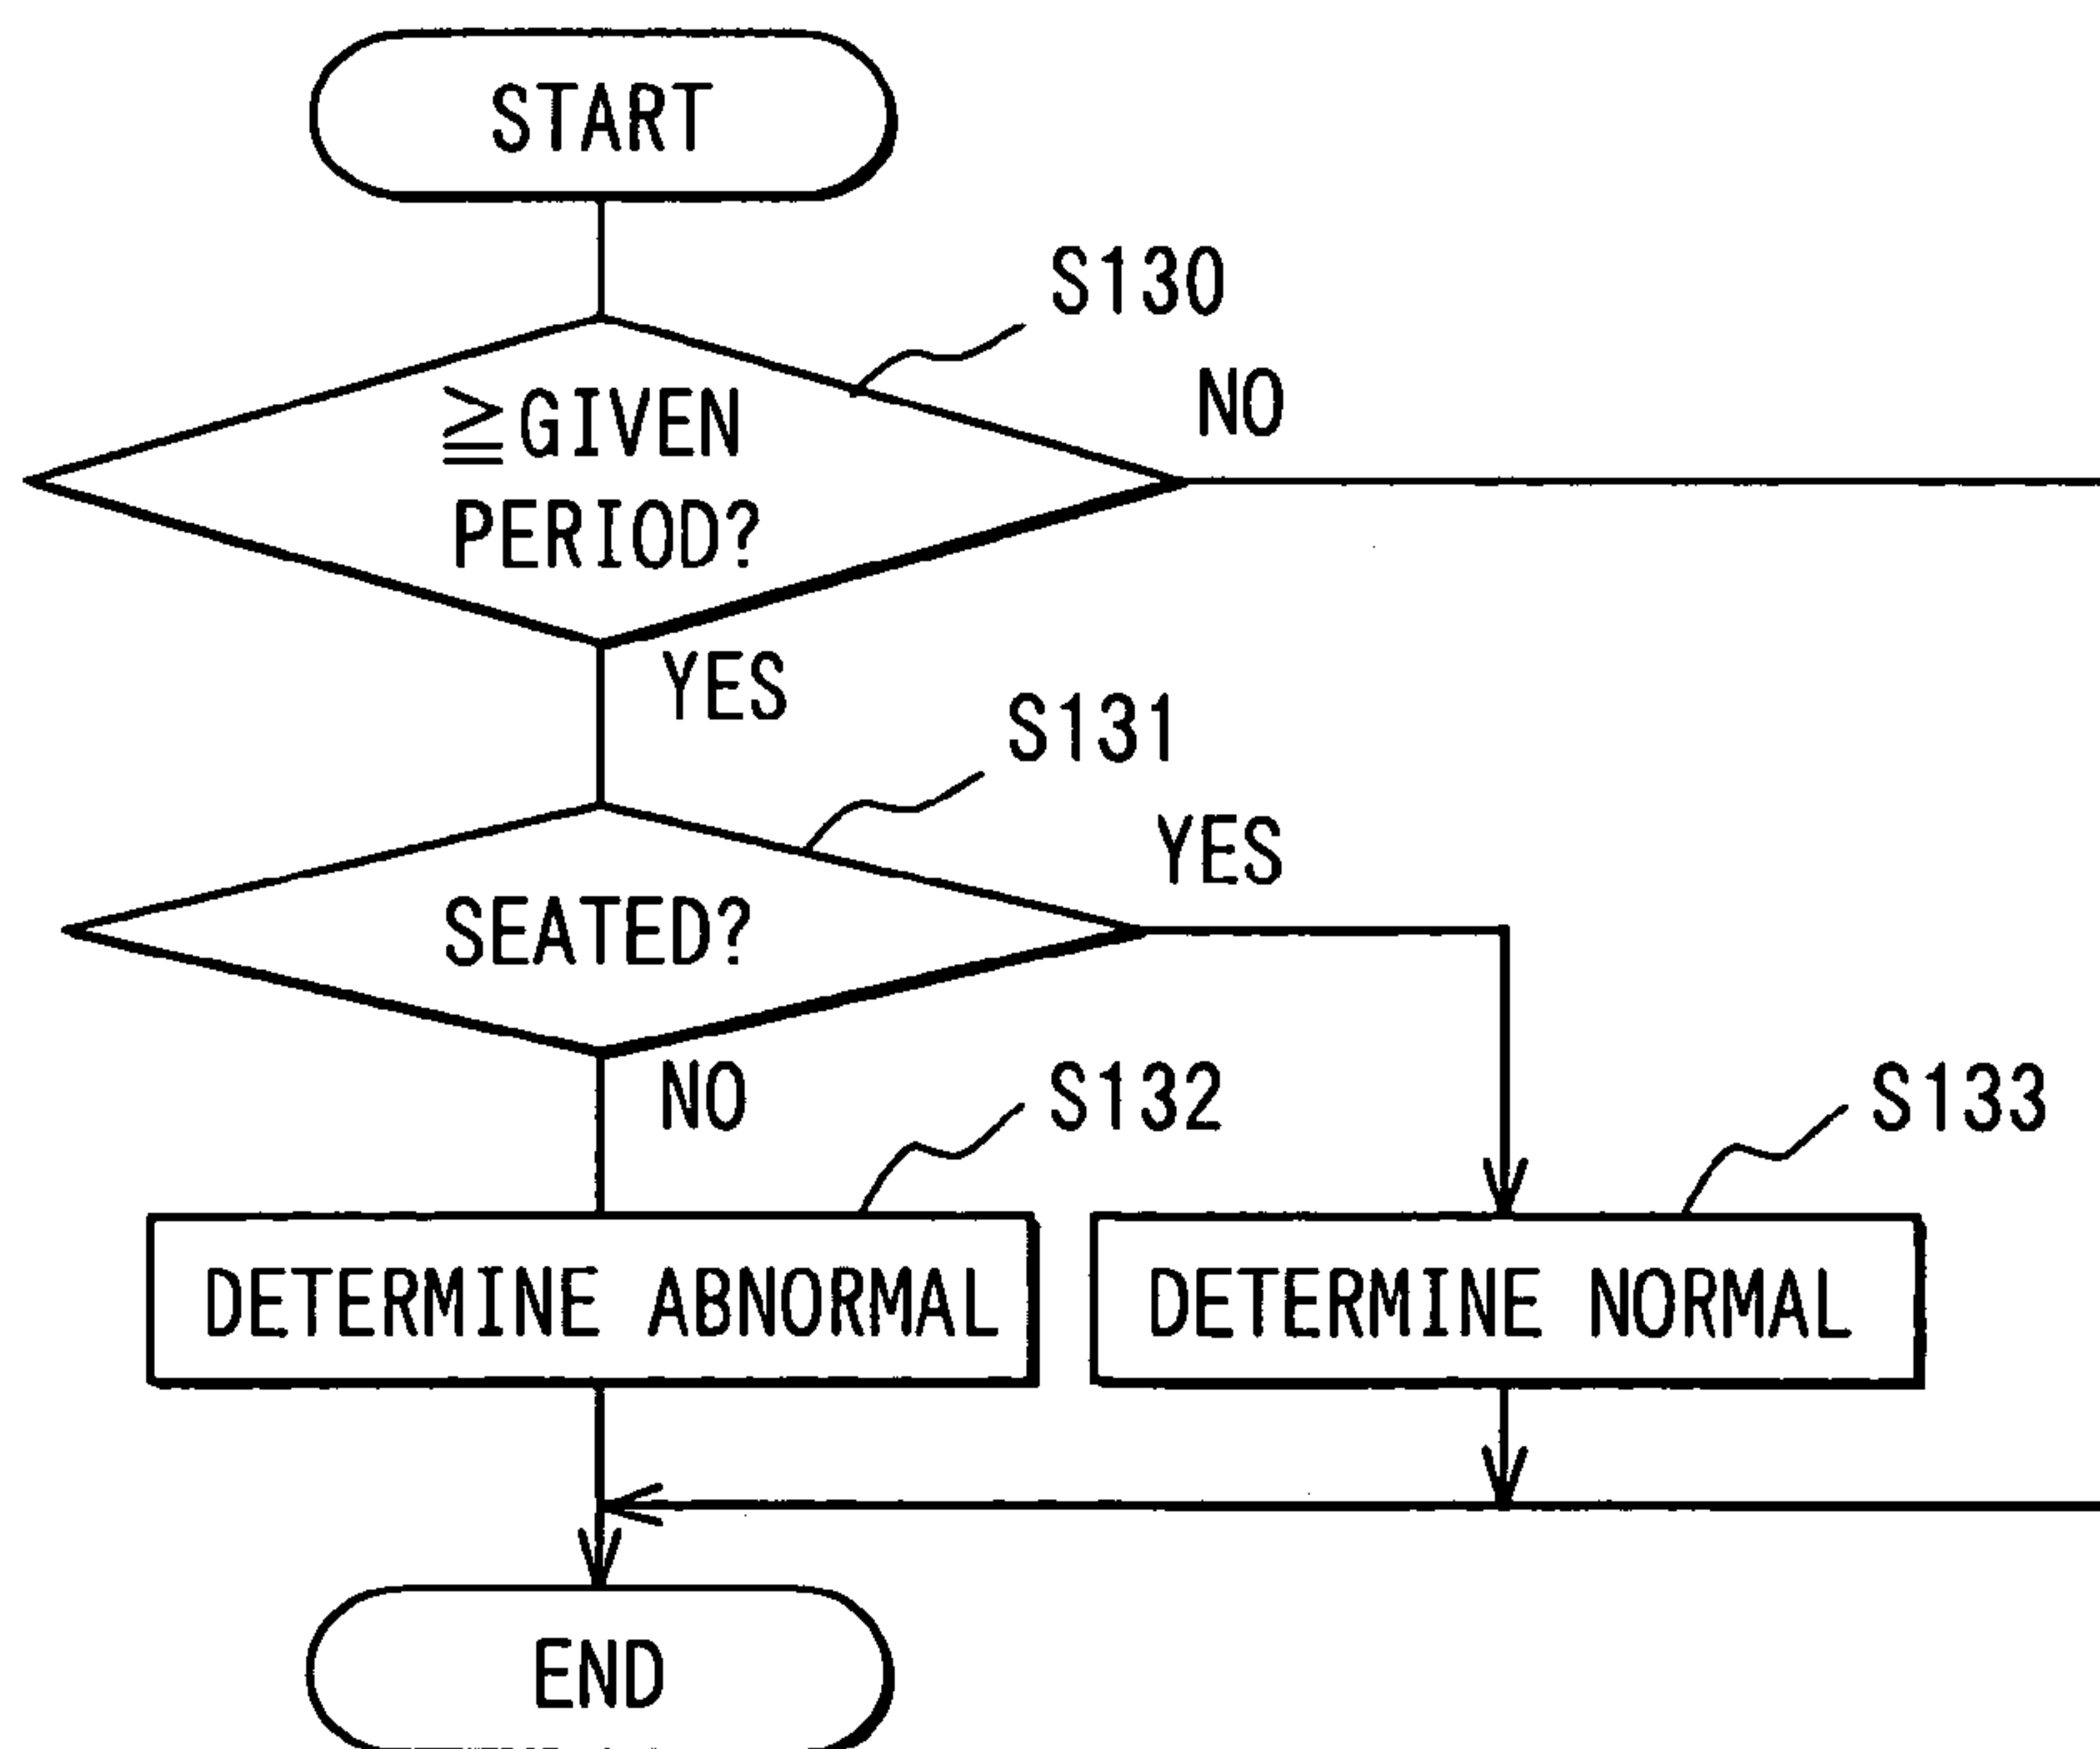 START
S130
NO
≧GIVEN
PERIOD?
YES
S131
YES
SEATED?
NO
S132
S133
DETERMINE ABNORMAL
DETERMINE NORMAL
END